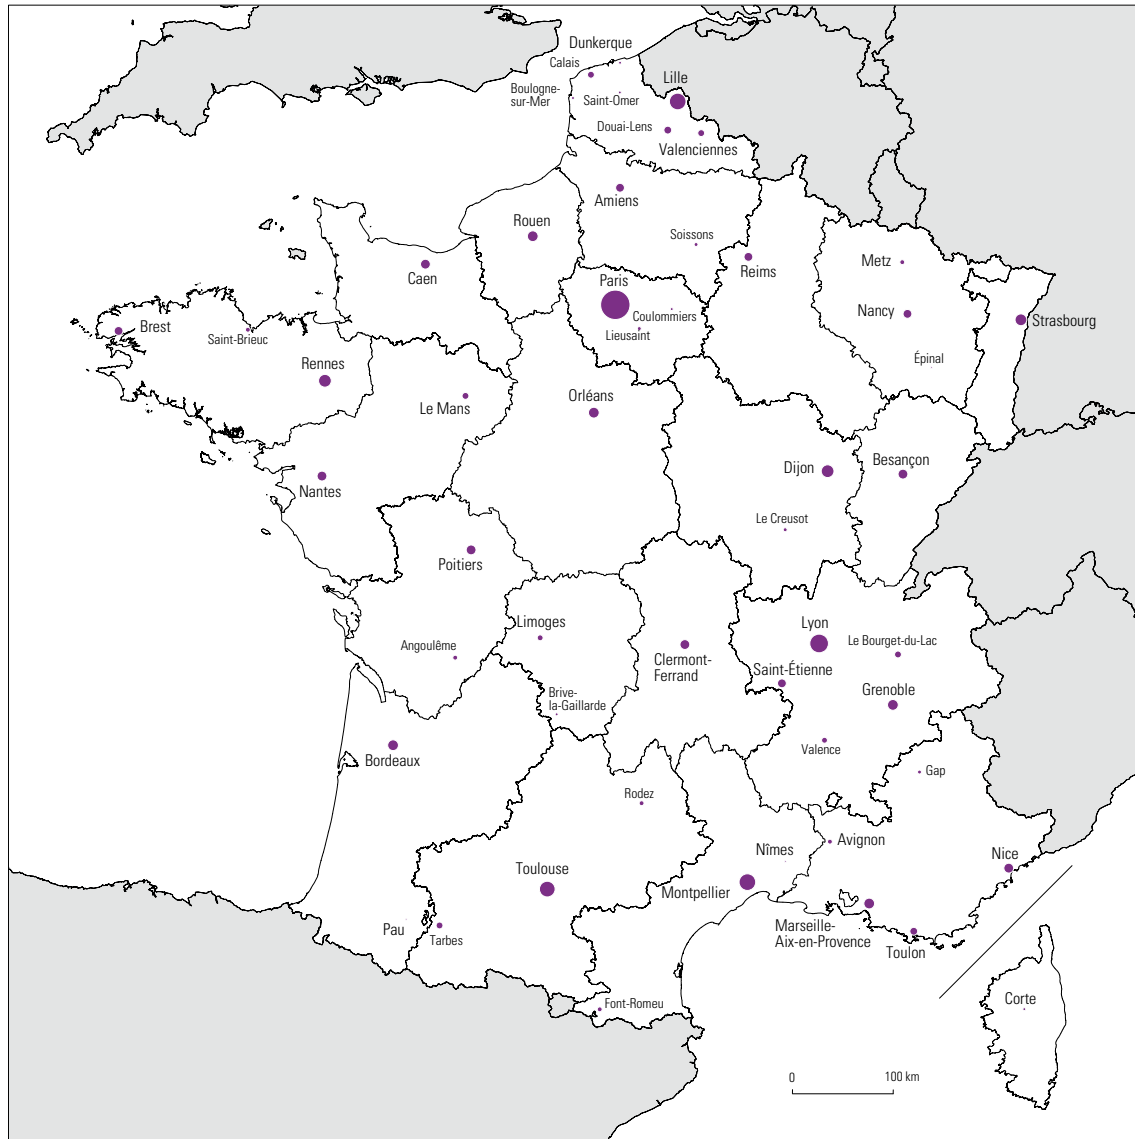 Dunkerque
Calais
Lille
Boulogne-
sur-Mer
Saint-Omer
Douai-Lens
Valenciennes
Amiens
Rouen
Soissons
Reims
Metz
Caen
Paris
Coulommiers
Lieusaint
Nancy
Strasbourg
Brest
Saint-Brieuc
Rennes
Épinal
Le Mans
Orléans
Dijon
Besançon
Nantes
Le Creusot
Poitiers
Limoges
Lyon
Le Bourget-du-Lac
Angoulême
Clermont-
Ferrand
Saint-Étienne
Grenoble
Brive-
la-Gaillarde
Bordeaux
Valence
Gap
Rodez
Avignon
Nîmes
Nice
Toulouse
Montpellier
Pau
Tarbes
Marseille-
Aix-en-Provence
Toulon
Font-Romeu
Corte
0
100 km